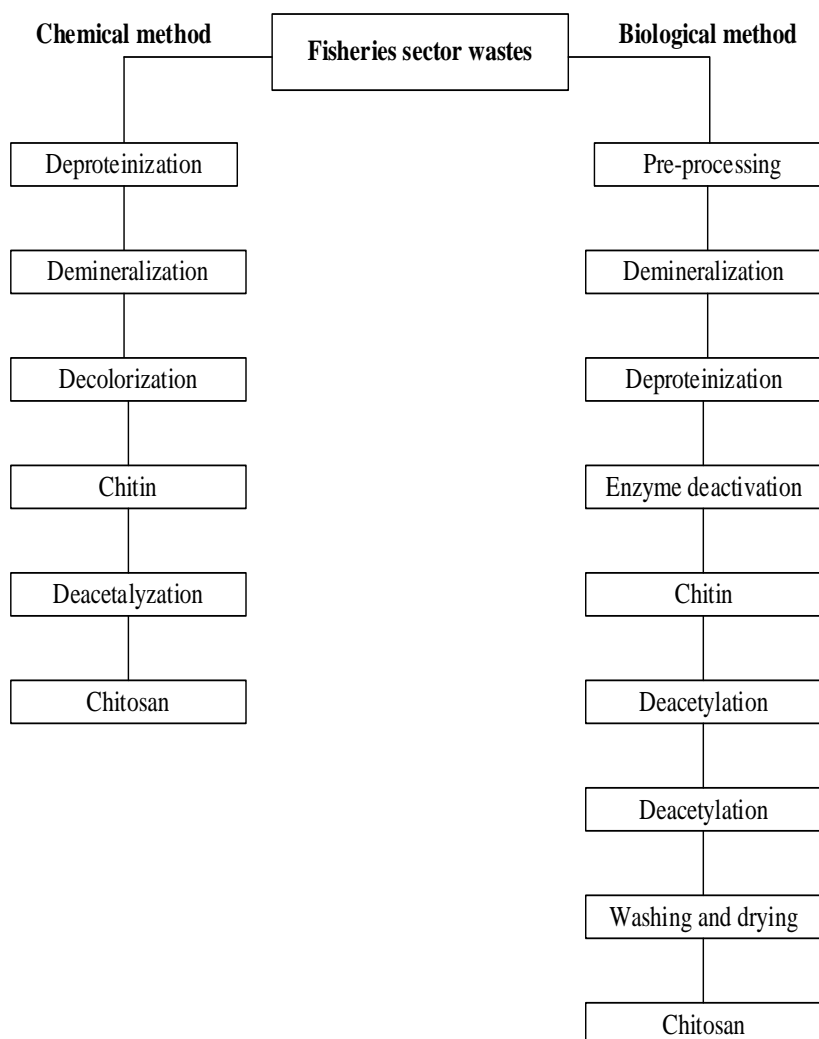 Chemical method
Fisheries sector wastes
Biological method
Deproteinization
Demineralization
Decolorization
Chitin
Deacetalyzation
Chitosan
Pre-processing
Demineralization
Deproteinization
Enzyme deactivation
Chitin
Deacetylation
Deacetylation
Washing and drying
Chitosan